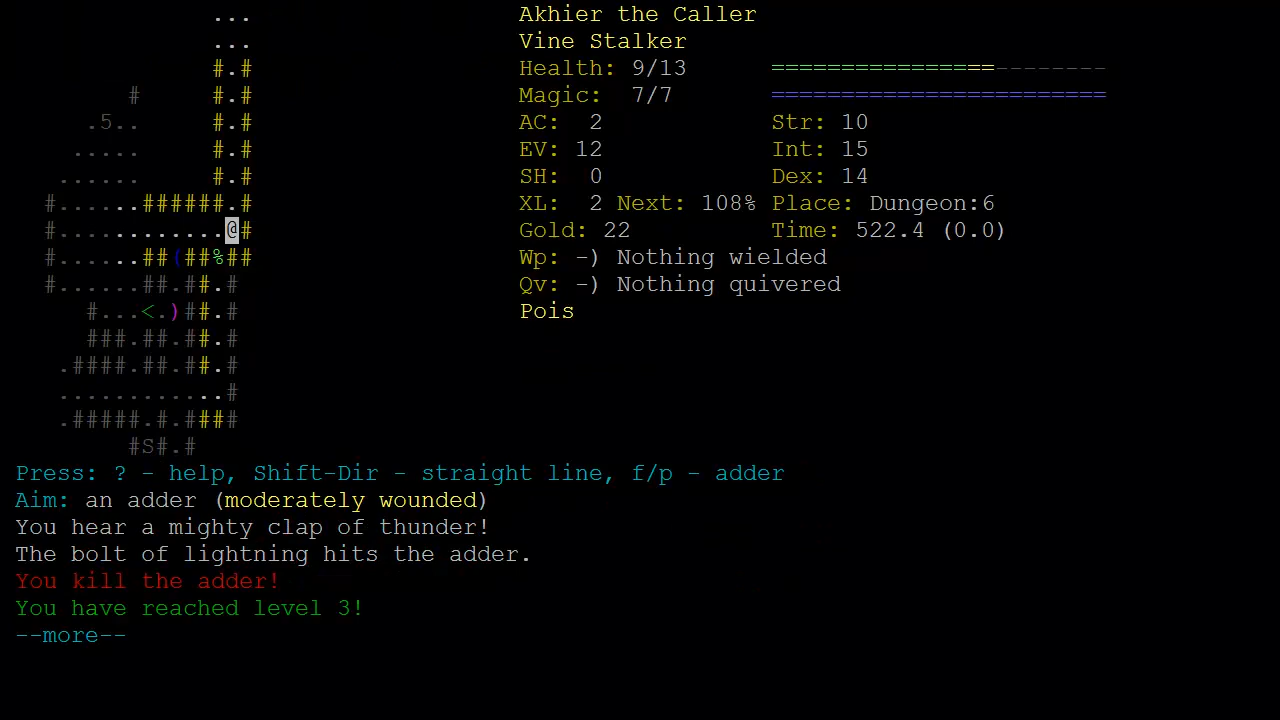 ...            Akhier the Caller
...            Vine Stalker
#.#            Health: 9/13      ========================
#      #.#            Magic:  7/7       ========================
.5..      #.#            AC:  2            Str: 10
.....      #.#            EV: 12            Int: 15
......      #.#            SH:  0            Dex: 14
#.......######.#            XL:  2 Next: 108% Place: Dungeon:6
#............@#            Gold: 22          Time: 522.4 (0.0)
#......##(##%##            Wp: -) Nothing wielded
#......##.##.#            Qv: -) Nothing quivered
#...<.)##.#            Pois
###.##.##.#
.####.##.##.#
............#
.#####.#.####
#S#.#
Press: ? - help, Shift-Dir - straight line, f/p - adder
Aim: an adder (moderately wounded)
You hear a mighty clap of thunder!
The bolt of lightning hits the adder.
You kill the adder!
You have reached level 3!
--more--